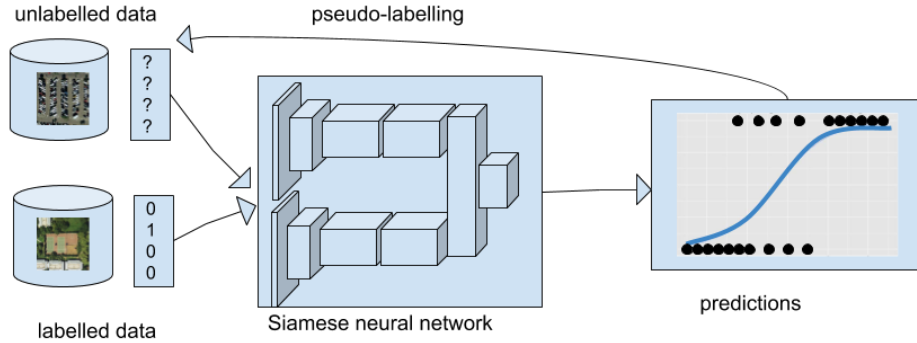 unlabelled data
pseudo-labelling
?
?
?
?
0
1
0
0
labelled data
Siamese neural network
predictions